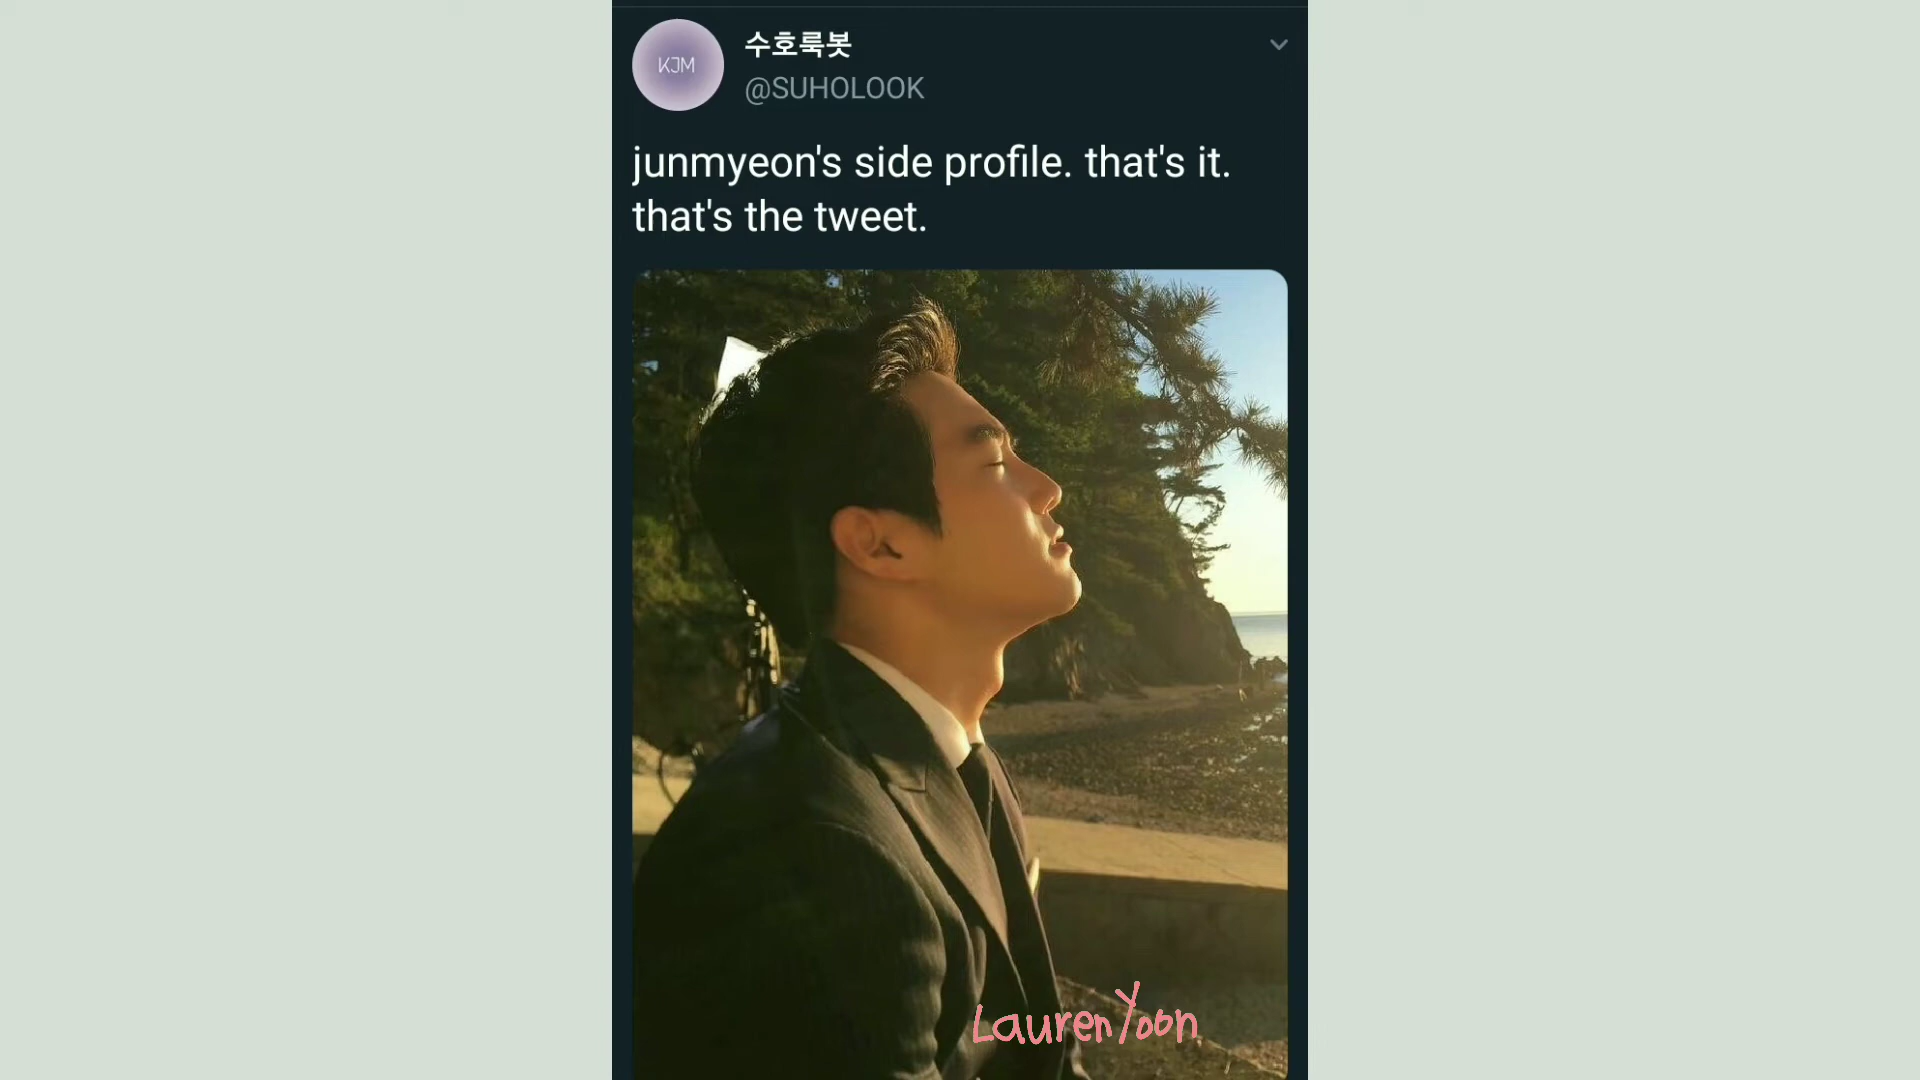 KJM
수호룩봇
@SUHOLOOK
junmyeon's side profile. that's it.
that's the tweet.
LaurenYoon